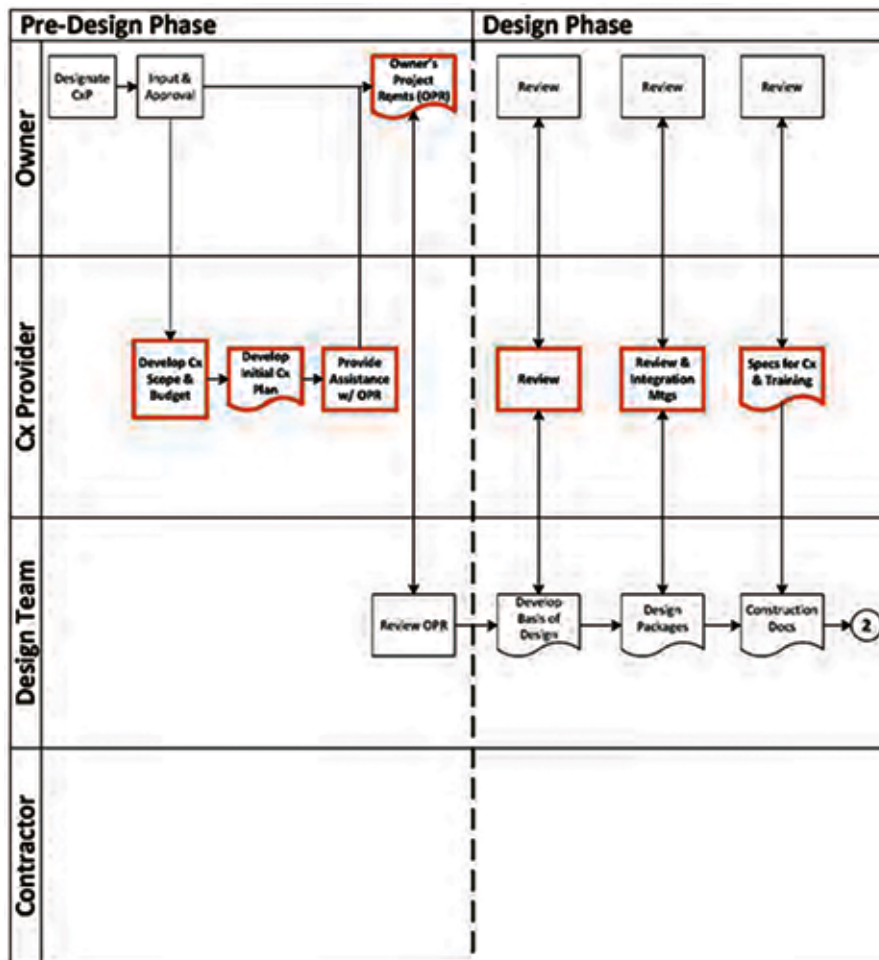 Pre-Design Phase
Design Phase
Owner
Designate
CxP
Input &
Approval
Owner's
Project
Rqmts (OPR)
Review
Review
Review
Cx Provider
Develop Cx
Scope &
Budget
Develop
Initial Cx
Plan
Provide
Assistance
w/ OPR
Review
Review &
Integration
Mtgs
Specs for Cx
& Training
Design Team
Review OPR
Develop
Basis of
Design
Design
Packages
Construction
Docs
2
Contractor